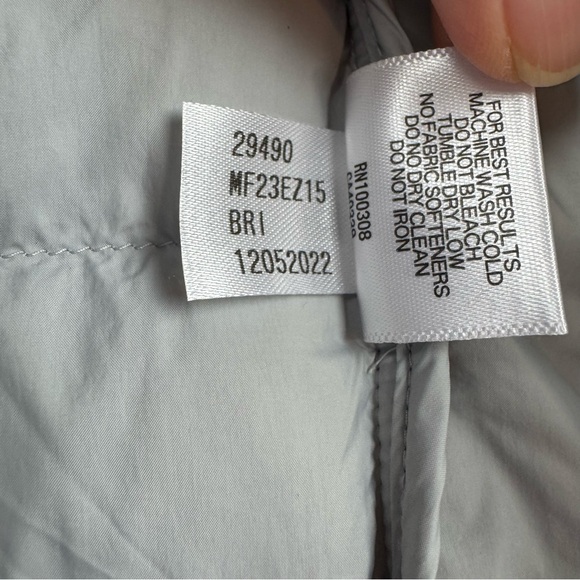 29490
MF23EZ15
BRI
12052022
RN100308
FOR BEST RESULTS
MACHINE WASH COLD
DO NOT BLEACH
TUMBLE DRY LOW
NO FABRIC SOFTENERS
DO NO DRY CLEAN
DO NOT IRON